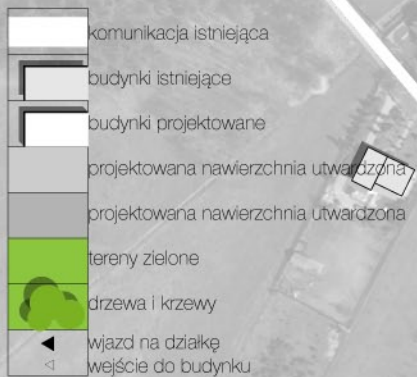 komunikacja istniejąca
budynki istniejące
budynki projektowane
projektowana nawierzchnia utwardzona
projektowana nawierzchnia utwardzona
tereny zielone
drzewa i krzewy
wjazd na działkę
wejście do budynku